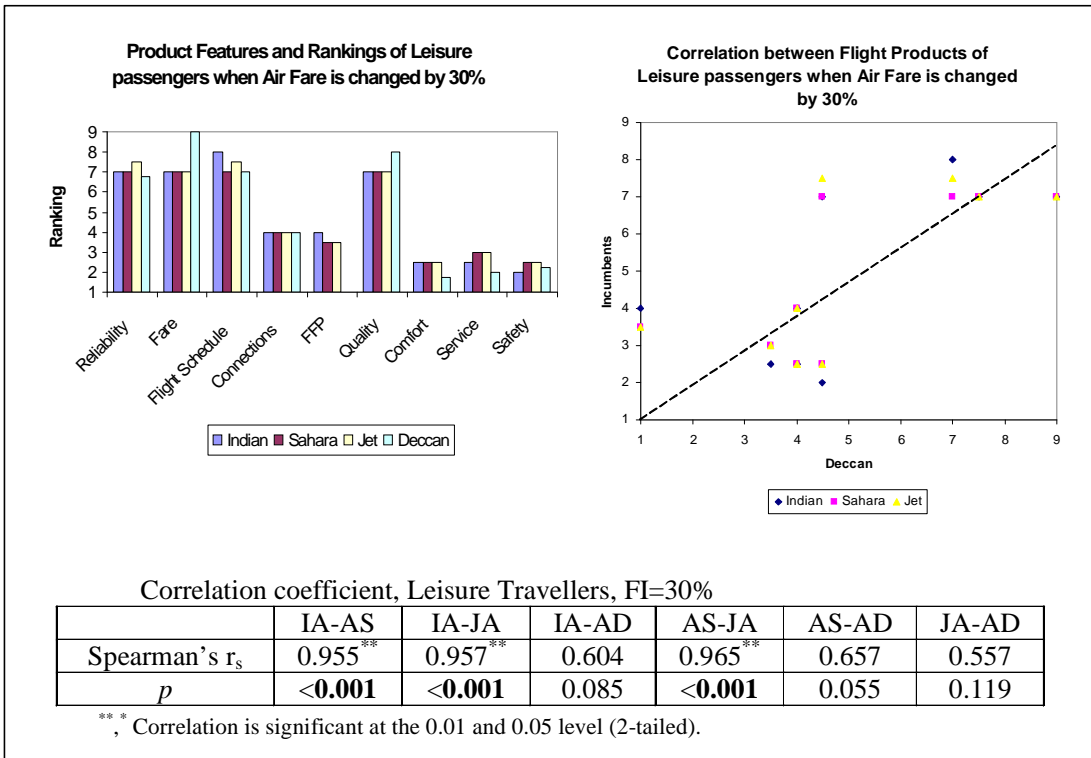 Product Features and Rankings of Leisure
passengers when Air Fare is changed by 30%
9
8
7
6
5
4
3
2
1
Ranking
Reliability
Fare
Flight Schedule
Connections
FFP
Quality
Comfort
Service
Safety
Indian Sahara Jet Deccan
Correlation between Flight Products of
Leisure passengers when Air Fare is changed
by 30%
9
8
7
6
5
4
3
2
1
Incumbents
1 2 3 4 5 6 7 8 9
Deccan
Indian Sahara Jet
Correlation coefficient, Leisure Travellers, FI=30%
IA-AS IA-JA IA-AD AS-JA AS-AD JA-AD
Spearman's rs 0.955** 0.957** 0.604 0.965** 0.657 0.557
p <0.001 <0.001 0.085 <0.001 0.055 0.119
**,* Correlation is significant at the 0.01 and 0.05 level (2-tailed).